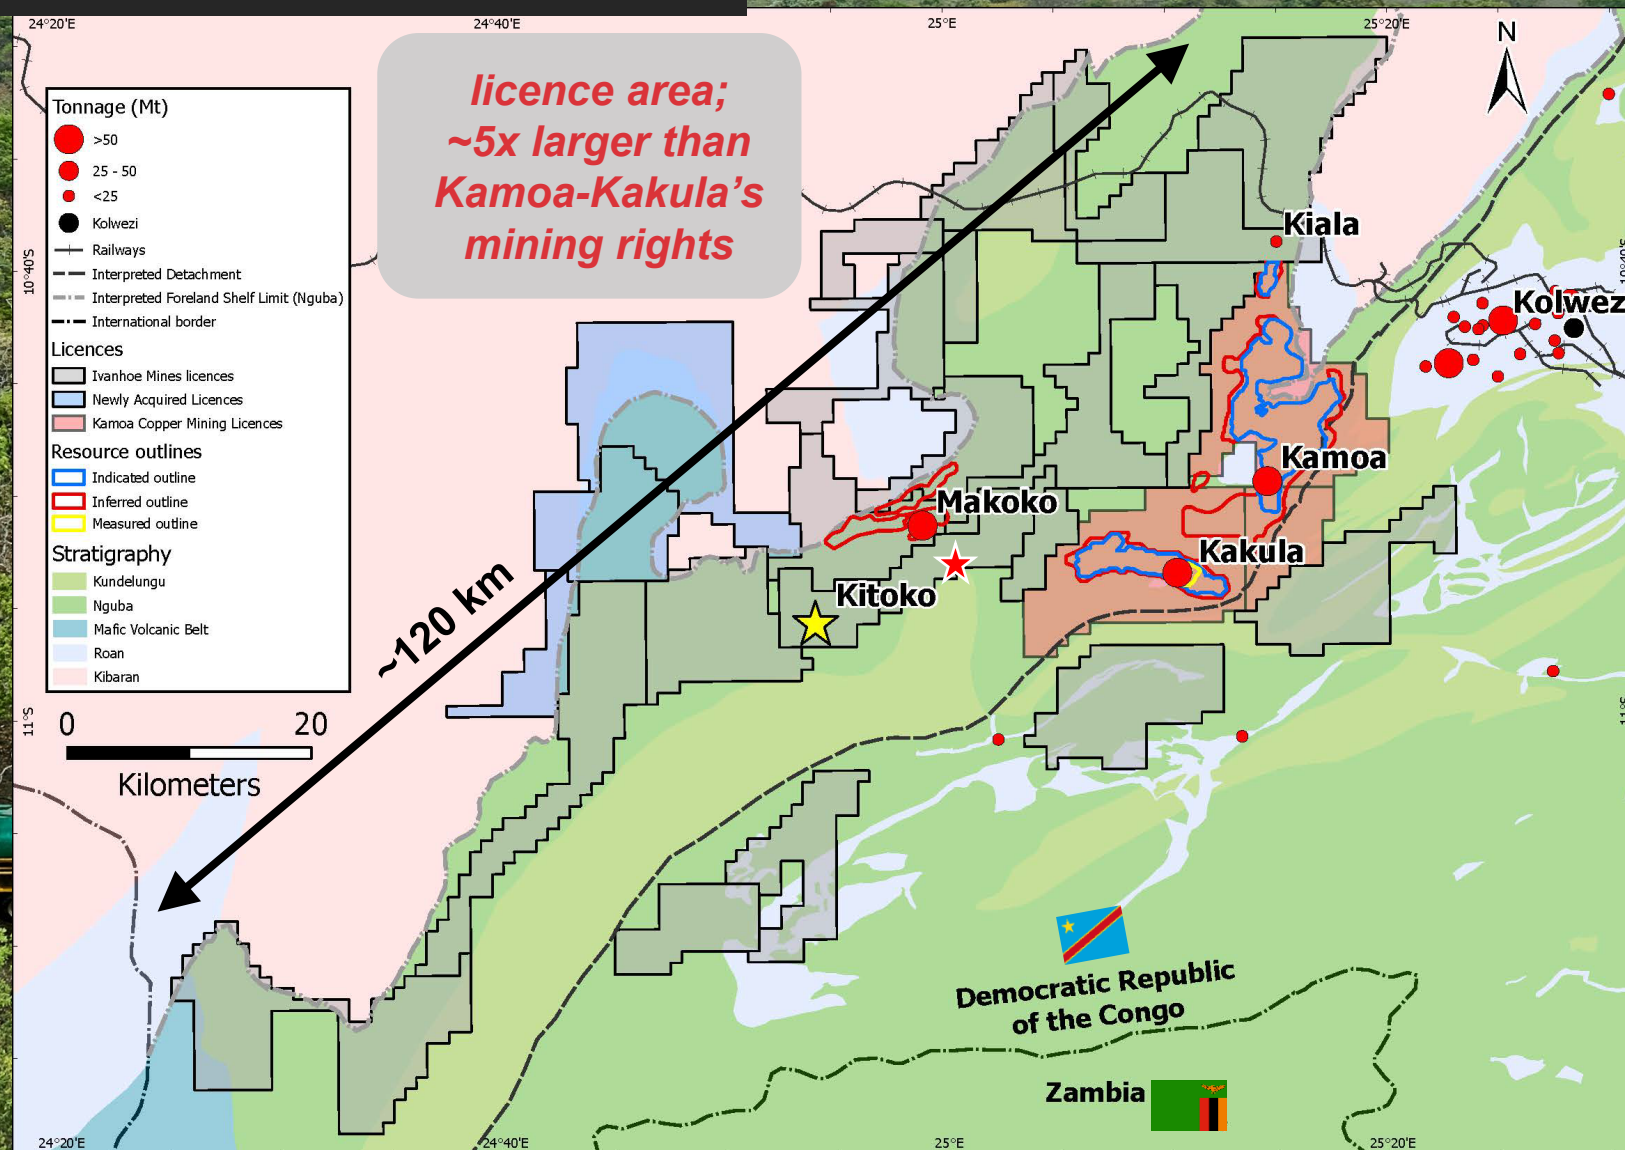 24°20'E
24°40'E
25°E
25°20'E
licence area;
~5x larger than
Kamoa-Kakula's
mining rights
N
Tonnage (Mt)
>50
25 - 50
<25
Kolwezi
Railways
Interpreted Detachment
Interpreted Foreland Shelf Limit (Nguba)
International border
Licences
Ivanhoe Mines licences
Newly Acquired Licences
Kamoa Copper Mining Licences
Resource outlines
Indicated outline
Inferred outline
Measured outline
Stratigraphy
Kundelungu
Nguba
Mafic Volcanic Belt
Roan
Kibaran
10°40'S
10°40'S
Kiala
Kolwez
Kamoa
Makoko
Kakula
Kitoko
~120 km
11°S
11°S
0 20
Kilometers
Democratic Republic
of the Congo
Zambia
24°20'E
24°40'E
25°E
25°20'E